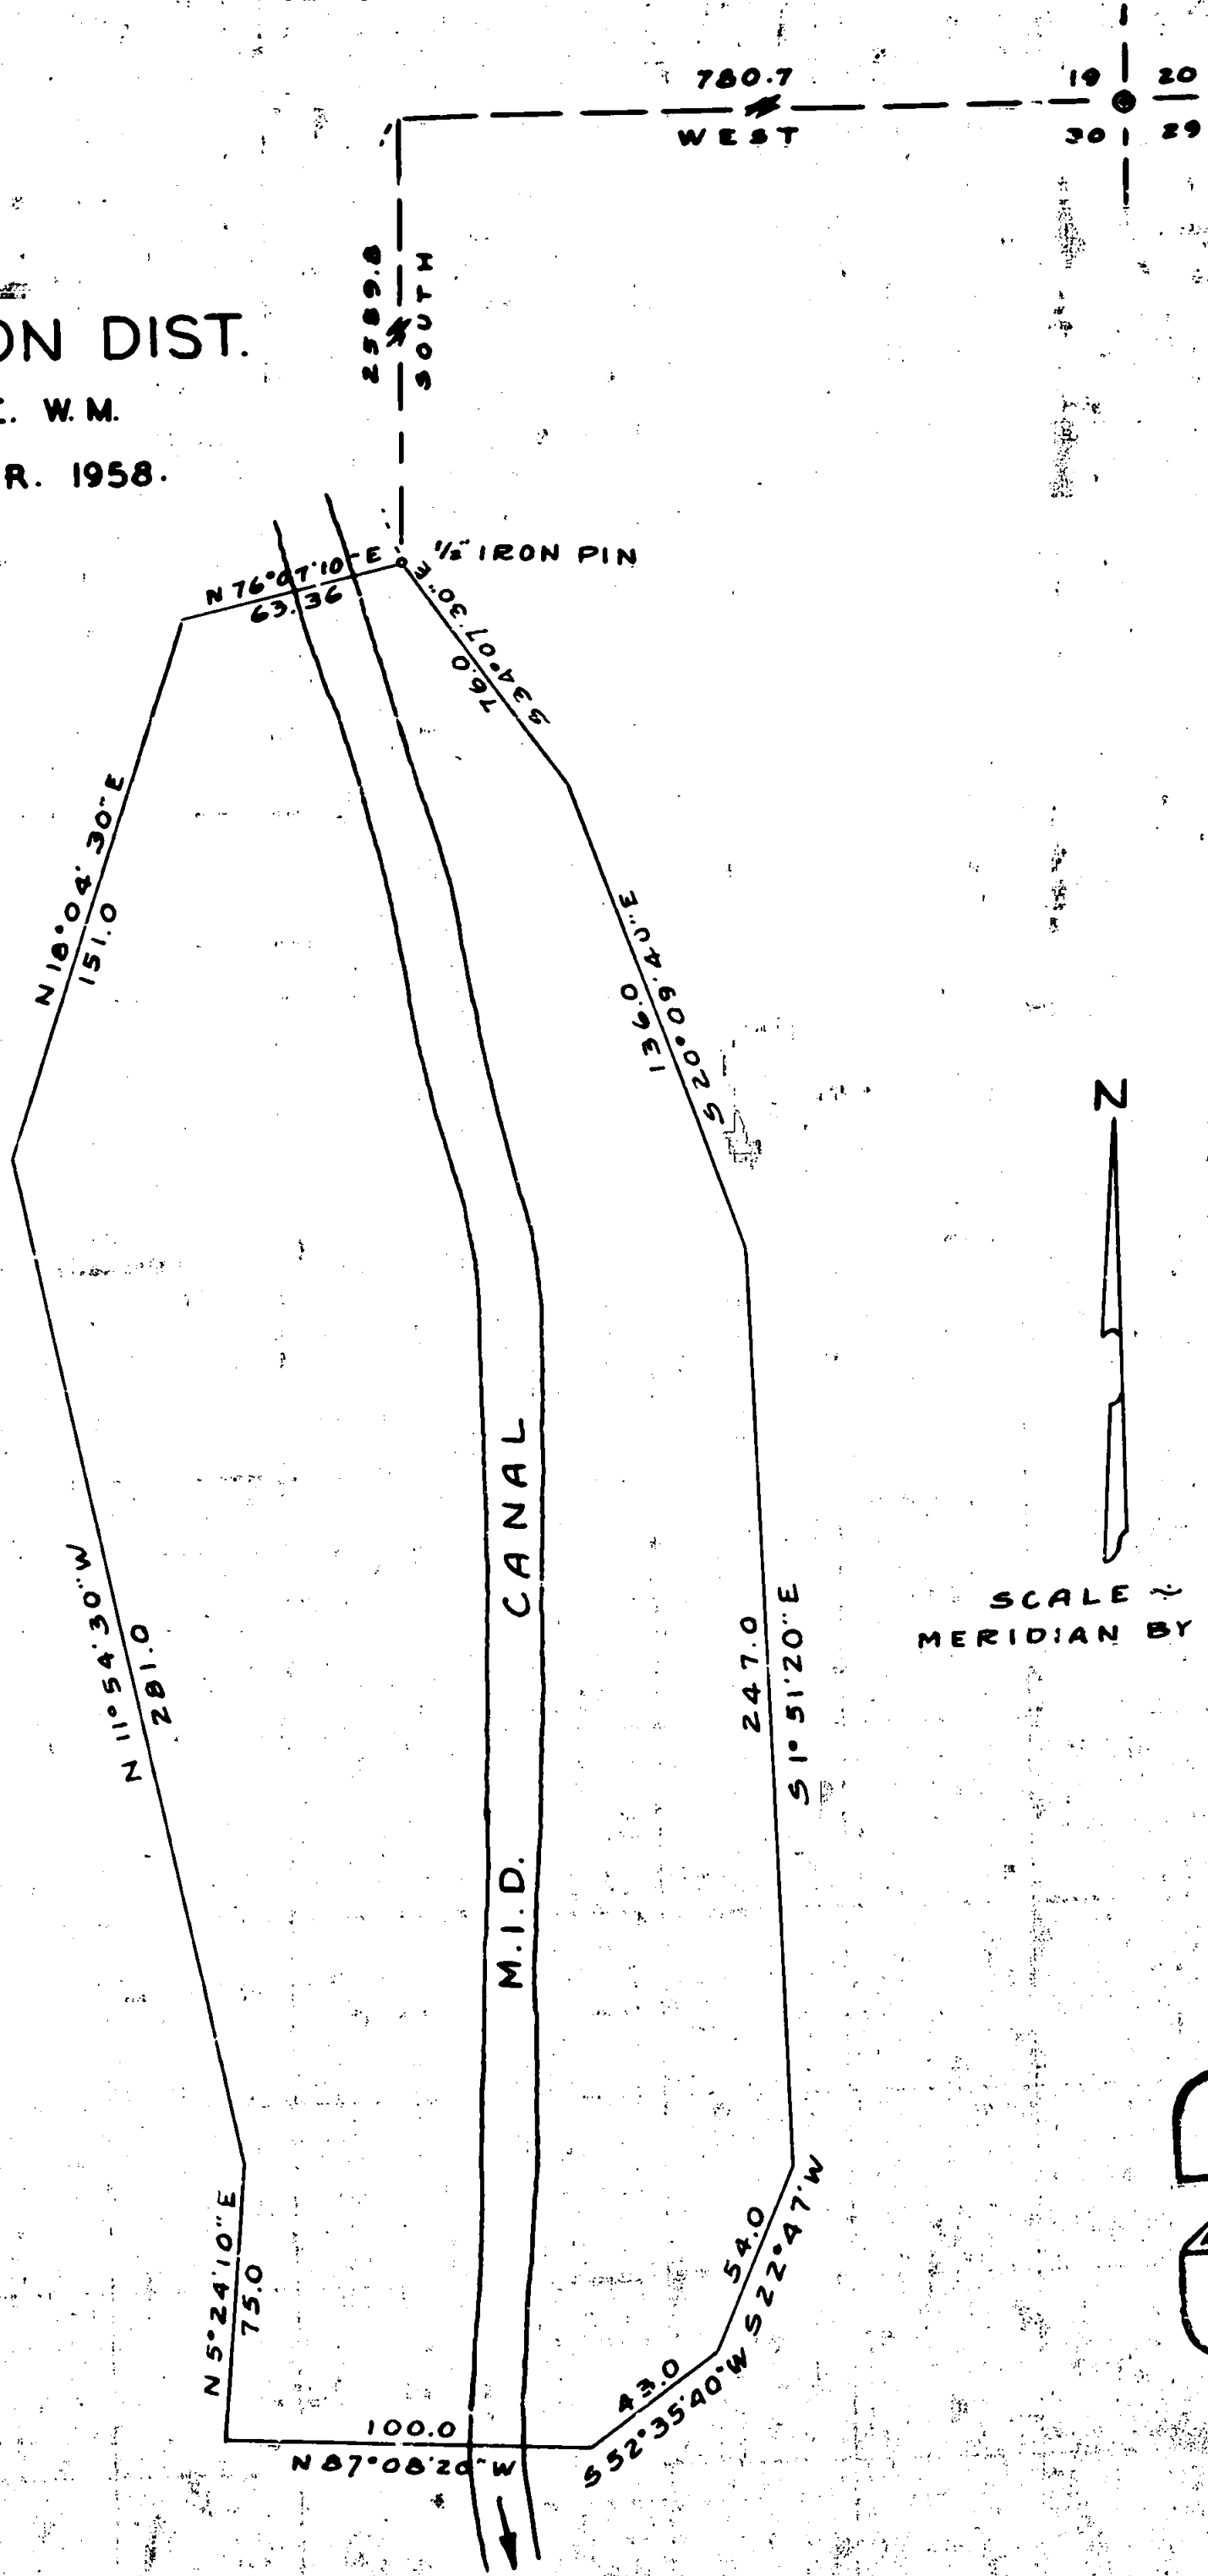 780.7
WEST
19 20
30 29
2589.8
SOUTH
ON DIST.
E. W.M.
R. 1958.
1/2" IRON PIN
N 76°07'10"E
63.36
S 34°07'30"E
76.0
N 18°04'30"E
151.0
S 20°09'40"E
136.0
N
SCALE ~
MERIDIAN BY
M.I.D. CANAL
N 11°54'30"W
281.0
247.0
S 1°51'20"E
N 5°24'10"E
75.0
54.0
S 22°47'W
43.0
S 52°35'40"W
100.0
N 87°08'20"W